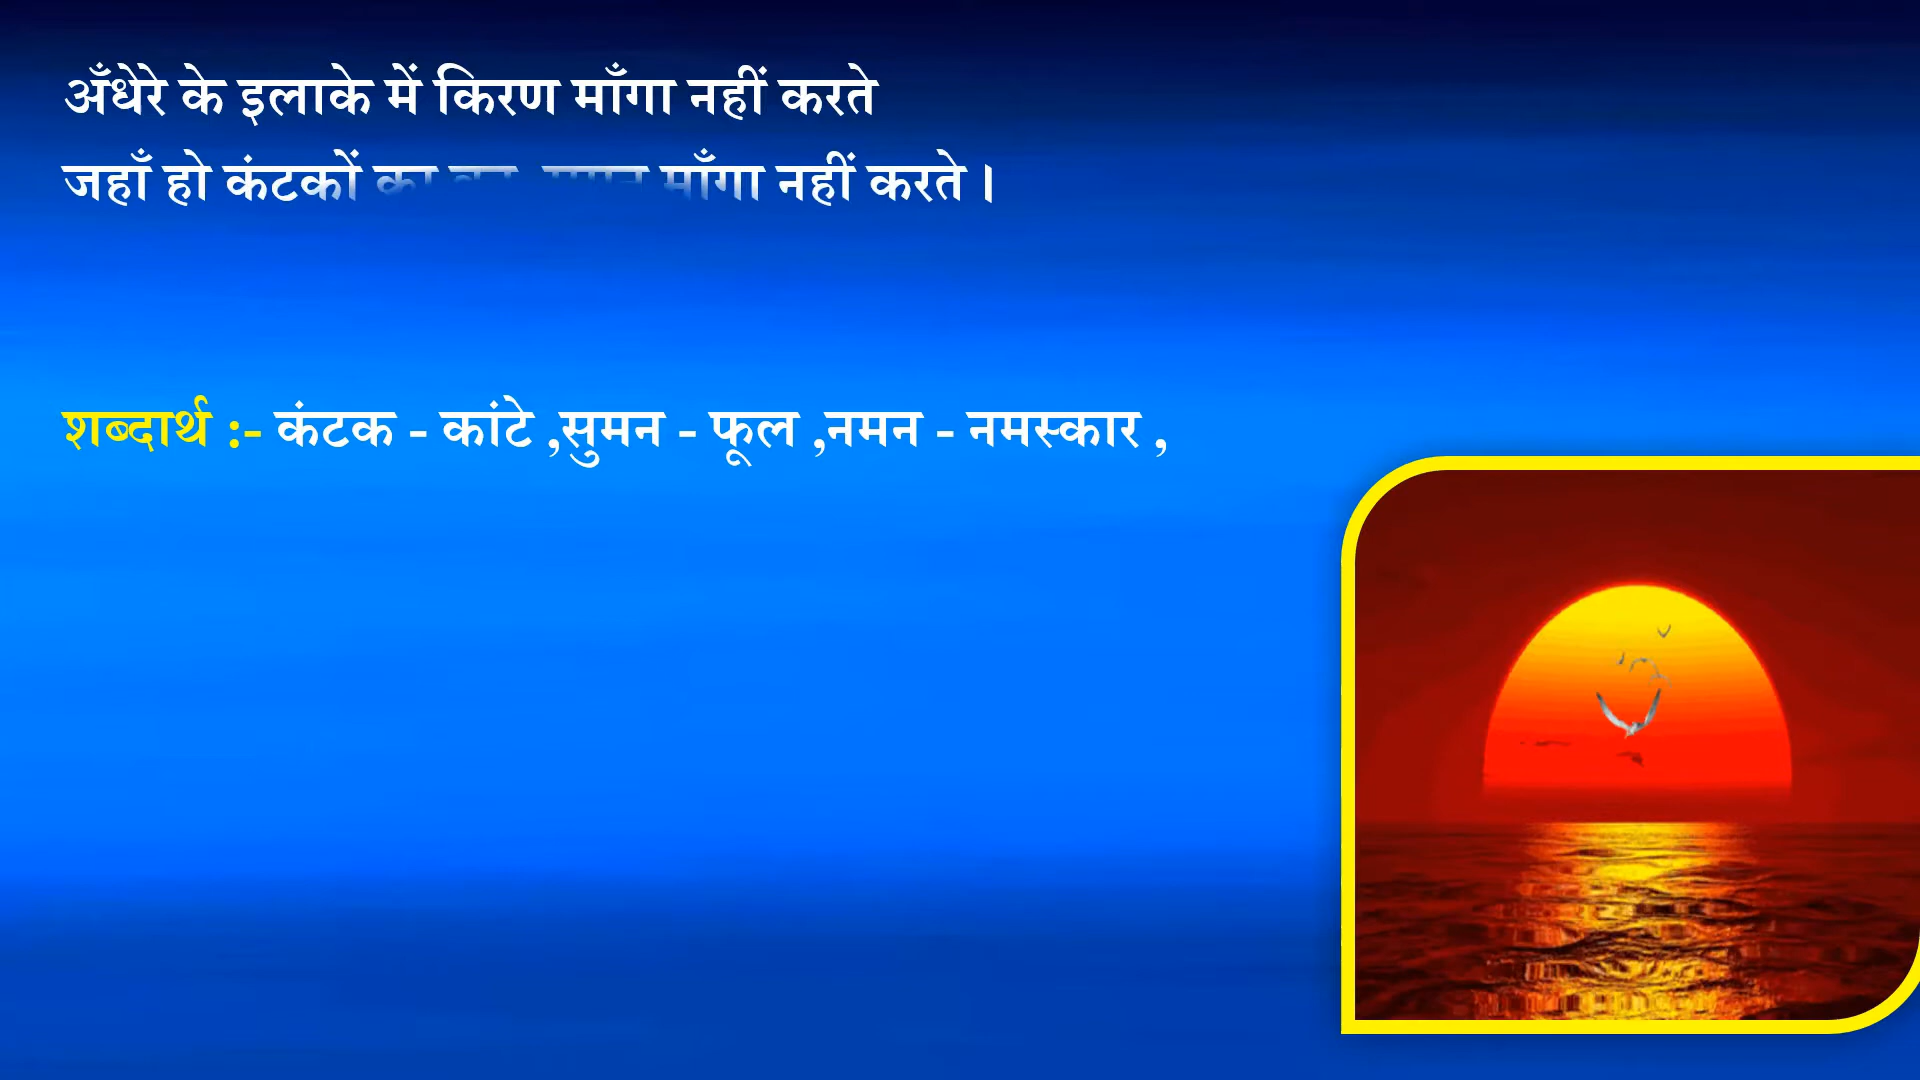 अँधेरे के इलाके में किरण माँगा नहीं करते
जहाँ हो कंटकों का माँगा नहीं करते ।
शब्दार्थ :- कंटक - कांटे ,सुमन - फूल ,नमन - नमस्कार ,